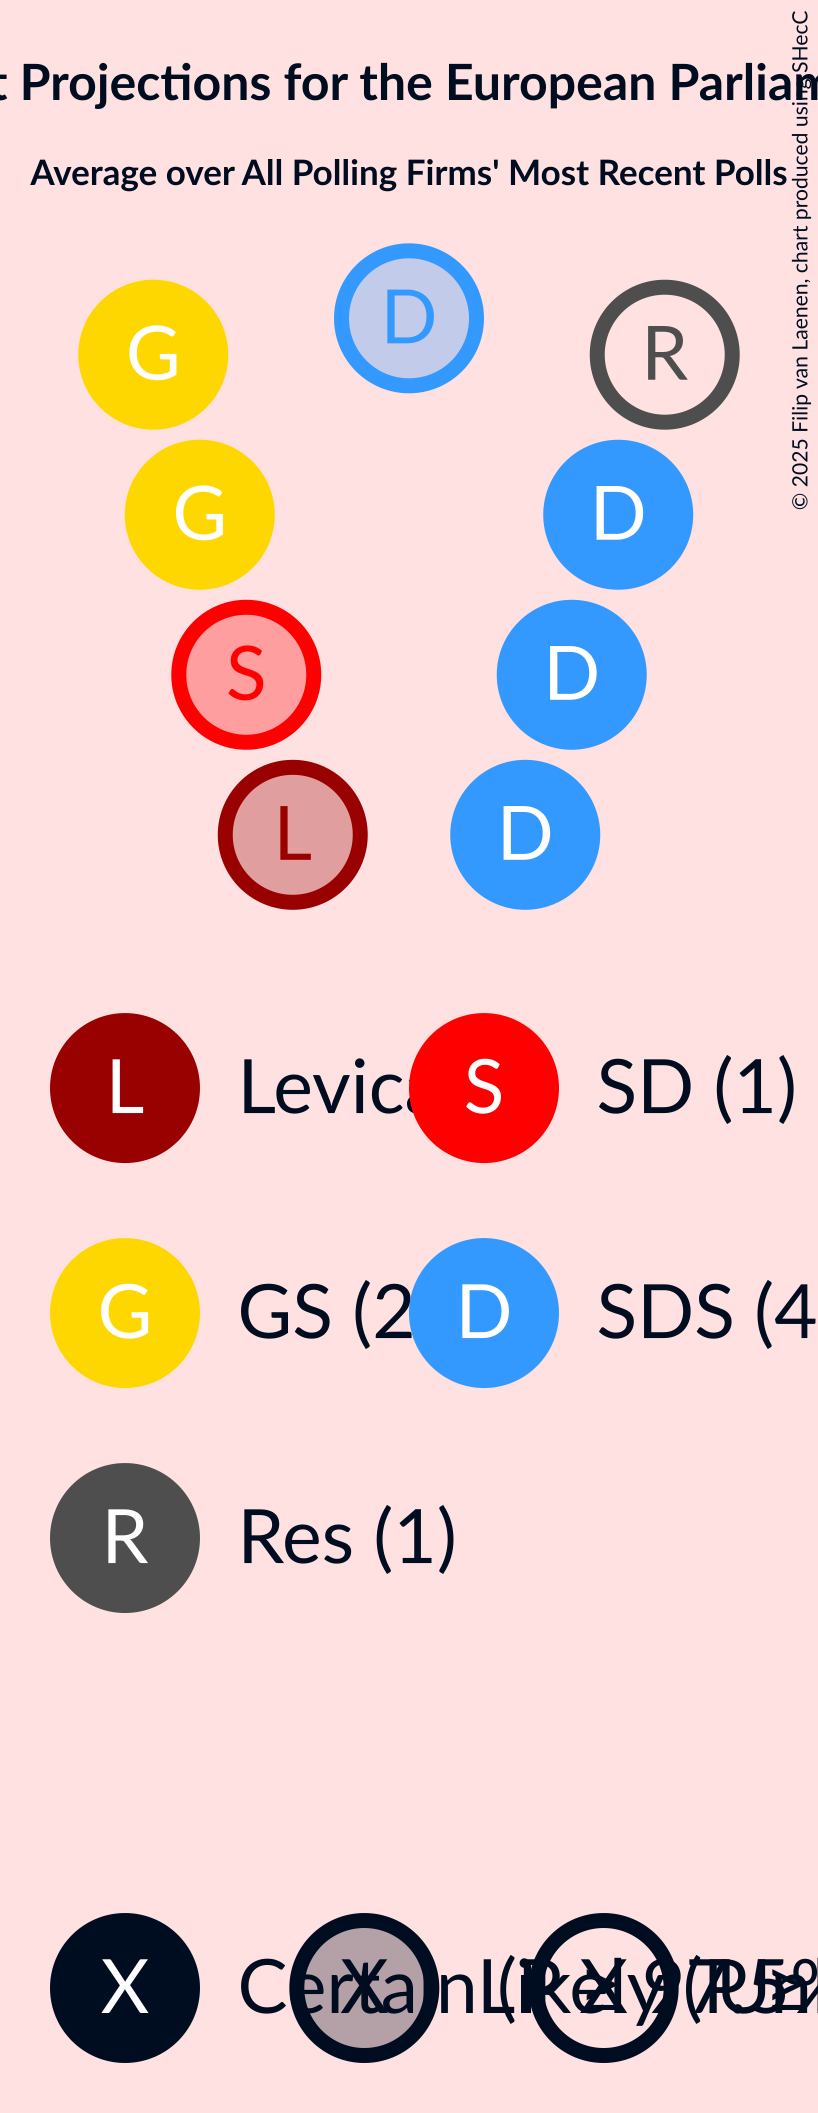 t Projections for the European Parliam
Average over All Polling Firms' Most Recent Polls
© 2025 Filip van Laenen, chart produced using SHecC
D
G R
G D
S D
L D
L Levica S SD (1)
G GS (2 D SDS (4
R Res (1)
X Certain X Likely X